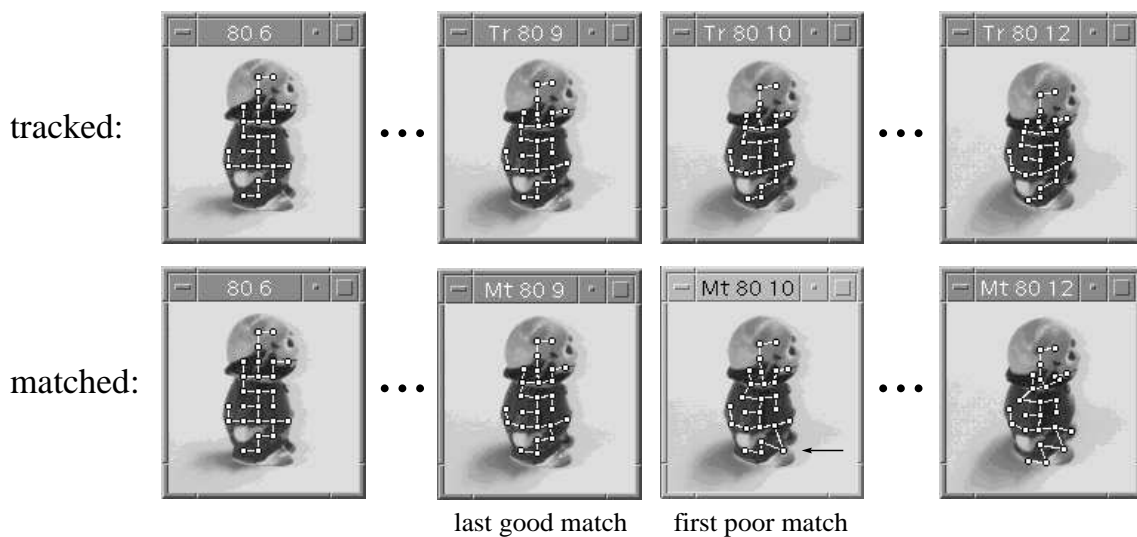 80 6
Tr 80 9
Tr 80 10
Tr 80 12
tracked:
80 6
Mt 80 9
Mt 80 10
Mt 80 12
matched:
last good match
first poor match